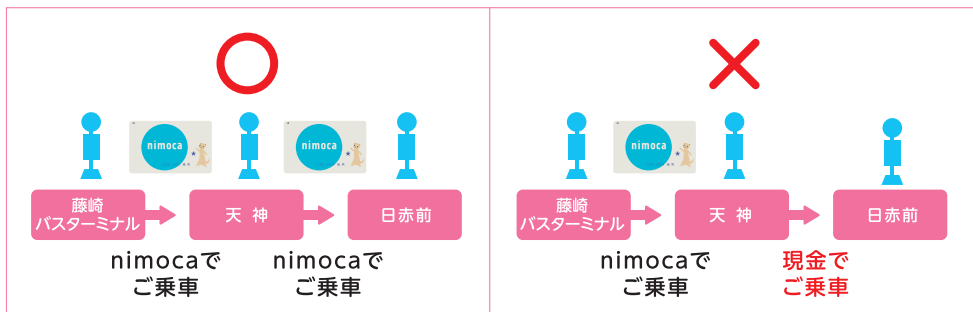 nimoca
nimoca
藤崎
バスターミナル
天神
日赤前
nimocaで
ご乗車
nimocaで
ご乗車
nimoca
藤崎
バスターミナル
天神
日赤前
nimocaで
ご乗車
現金で
ご乗車